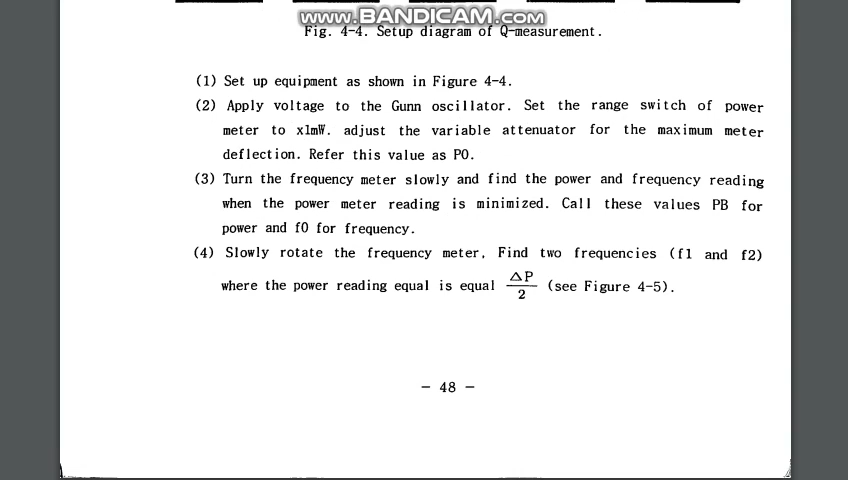 www.BANDICAM.com
Fig. 4-4. Setup diagram of Q-measurement.
(1) Set up equipment as shown in Figure 4-4.
(2) Apply voltage to the Gunn oscillator. Set the range switch of power
meter to x1mW. adjust the variable attenuator for the maximum meter
deflection. Refer this value as P0.
(3) Turn the frequency meter slowly and find the power and frequency reading
when the power meter reading is minimized. Call these values PB for
power and f0 for frequency.
(4) Slowly rotate the frequency meter, Find two frequencies (f1 and f2)
where the power reading equal is equal △P/2 (see Figure 4-5).
- 48 -